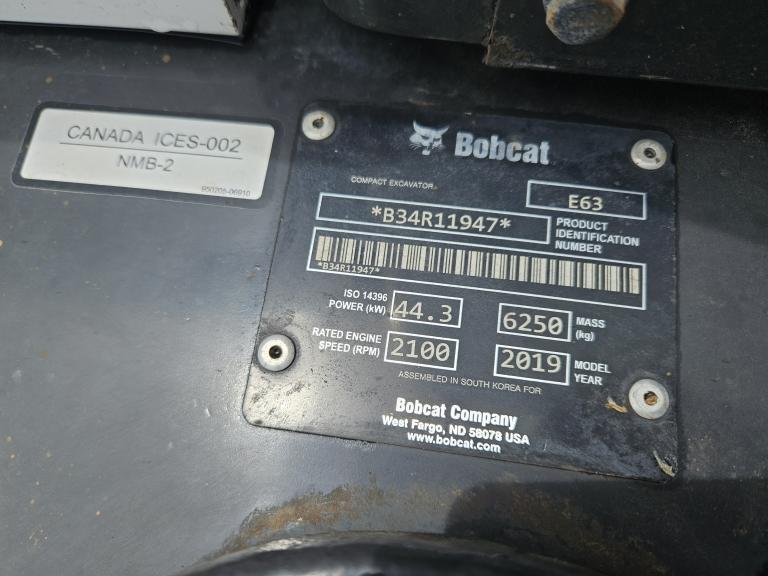 CANADA ICES-002
NMB-2
950205-06910
Bobcat
COMPACT EXCAVATOR
E63
*B34R11947*
PRODUCT
IDENTIFICATION
NUMBER
*B34R11947*
ISO 14396
POWER (kW)
44.3
6250
MASS
(kg)
RATED ENGINE
SPEED (RPM)
2100
2019
MODEL
YEAR
ASSEMBLED IN SOUTH KOREA FOR
Bobcat Company
West Fargo, ND 58078 USA
www.bobcat.com